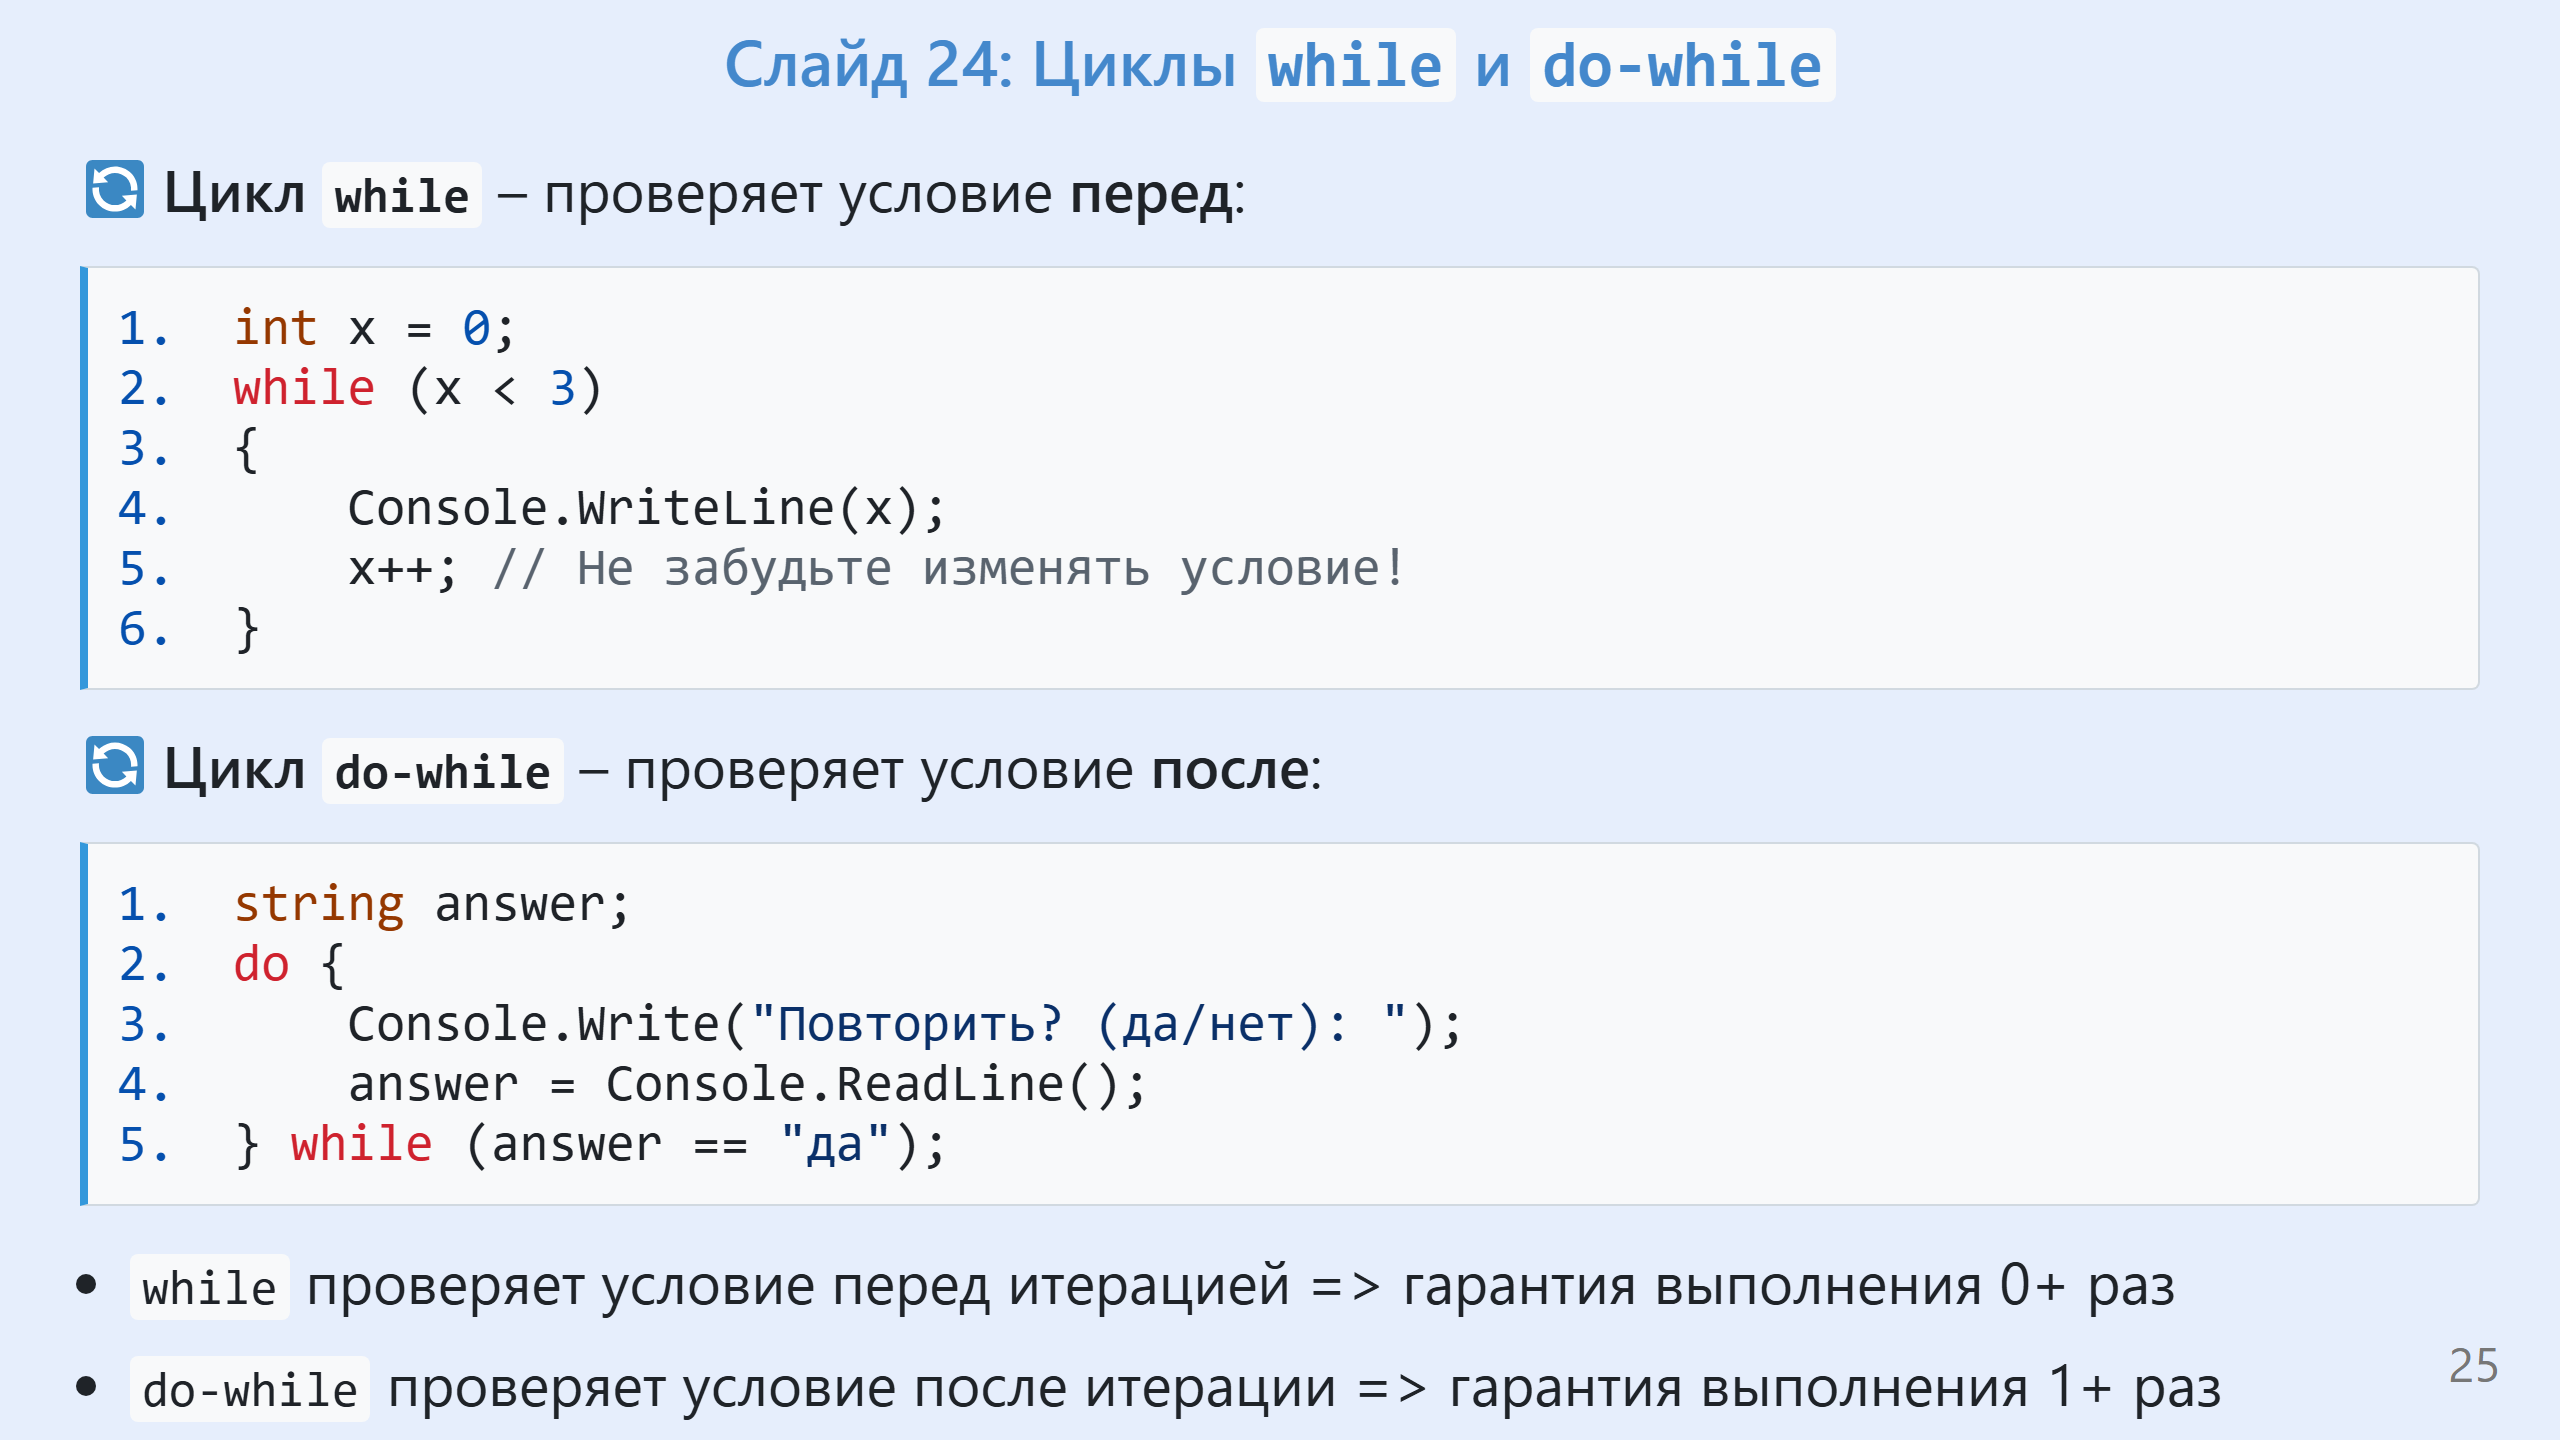 Слайд 24: Циклы while и do-while
Цикл while – проверяет условие перед:
1. int x = 0;
2. while (x < 3)
3. {
4.     Console.WriteLine(x);
5.     x++; // Не забудьте изменять условие!
6. }
Цикл do-while – проверяет условие после:
1. string answer;
2. do {
3.     Console.Write("Повторить? (да/нет): ");
4.     answer = Console.ReadLine();
5. } while (answer == "да");
• while проверяет условие перед итерацией => гарантия выполнения 0+ раз
• do-while проверяет условие после итерации => гарантия выполнения 1+ раз
25